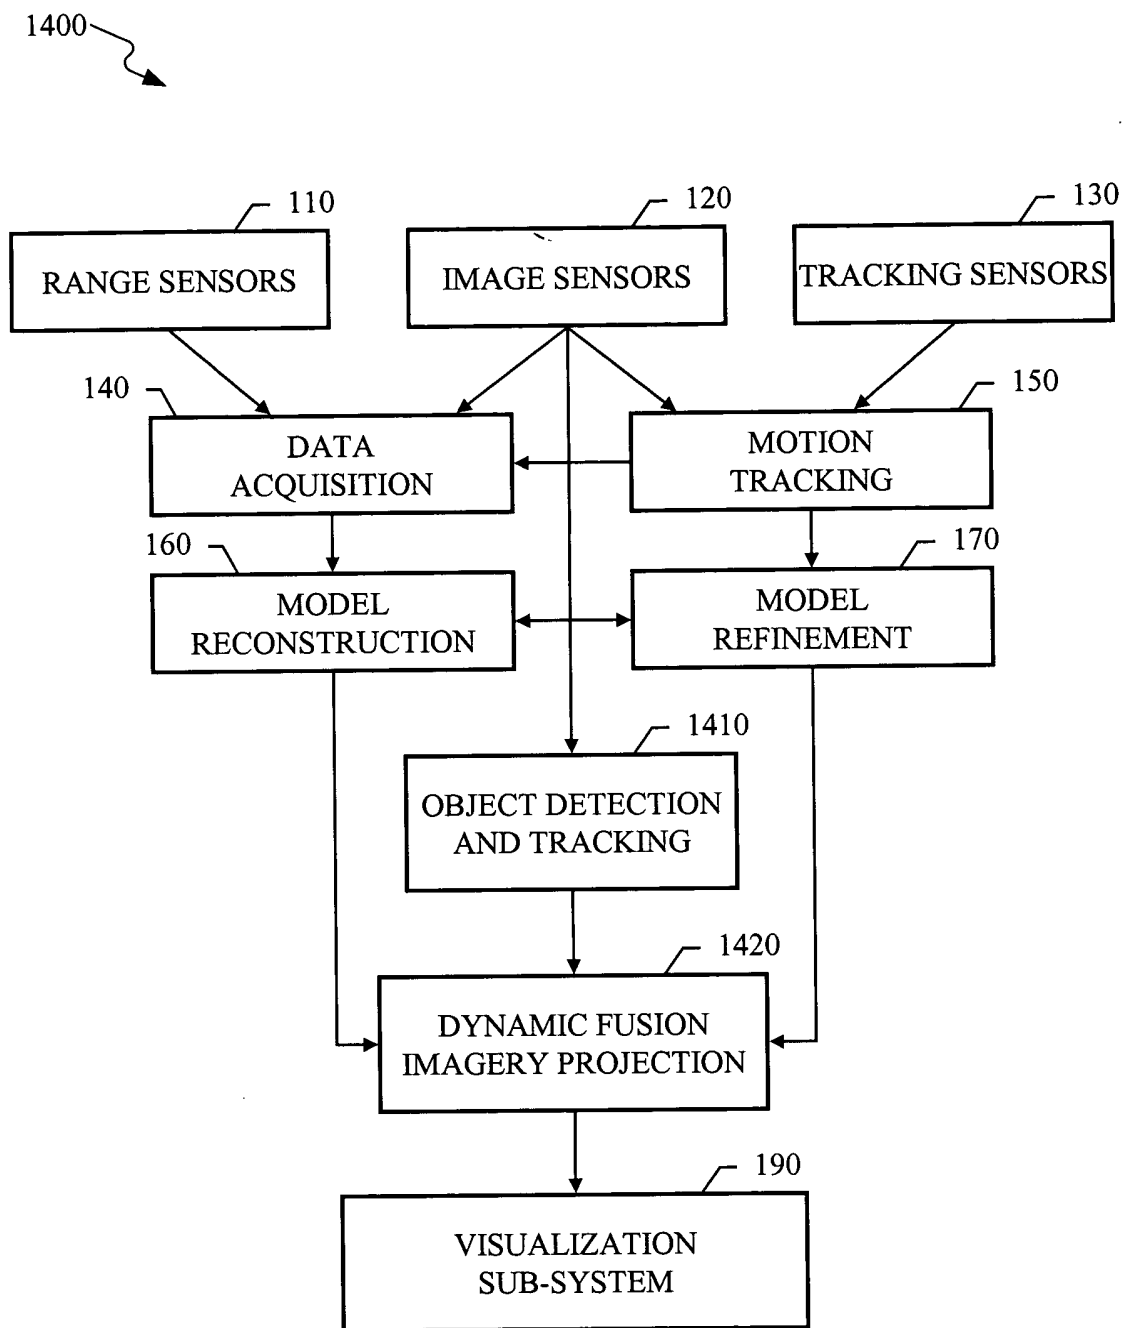 1400
110
120
130
RANGE SENSORS
IMAGE SENSORS
TRACKING SENSORS
140
150
DATA
ACQUISITION
MOTION
TRACKING
160
170
MODEL
RECONSTRUCTION
MODEL
REFINEMENT
1410
OBJECT DETECTION
AND TRACKING
1420
DYNAMIC FUSION
IMAGERY PROJECTION
190
VISUALIZATION
SUB-SYSTEM